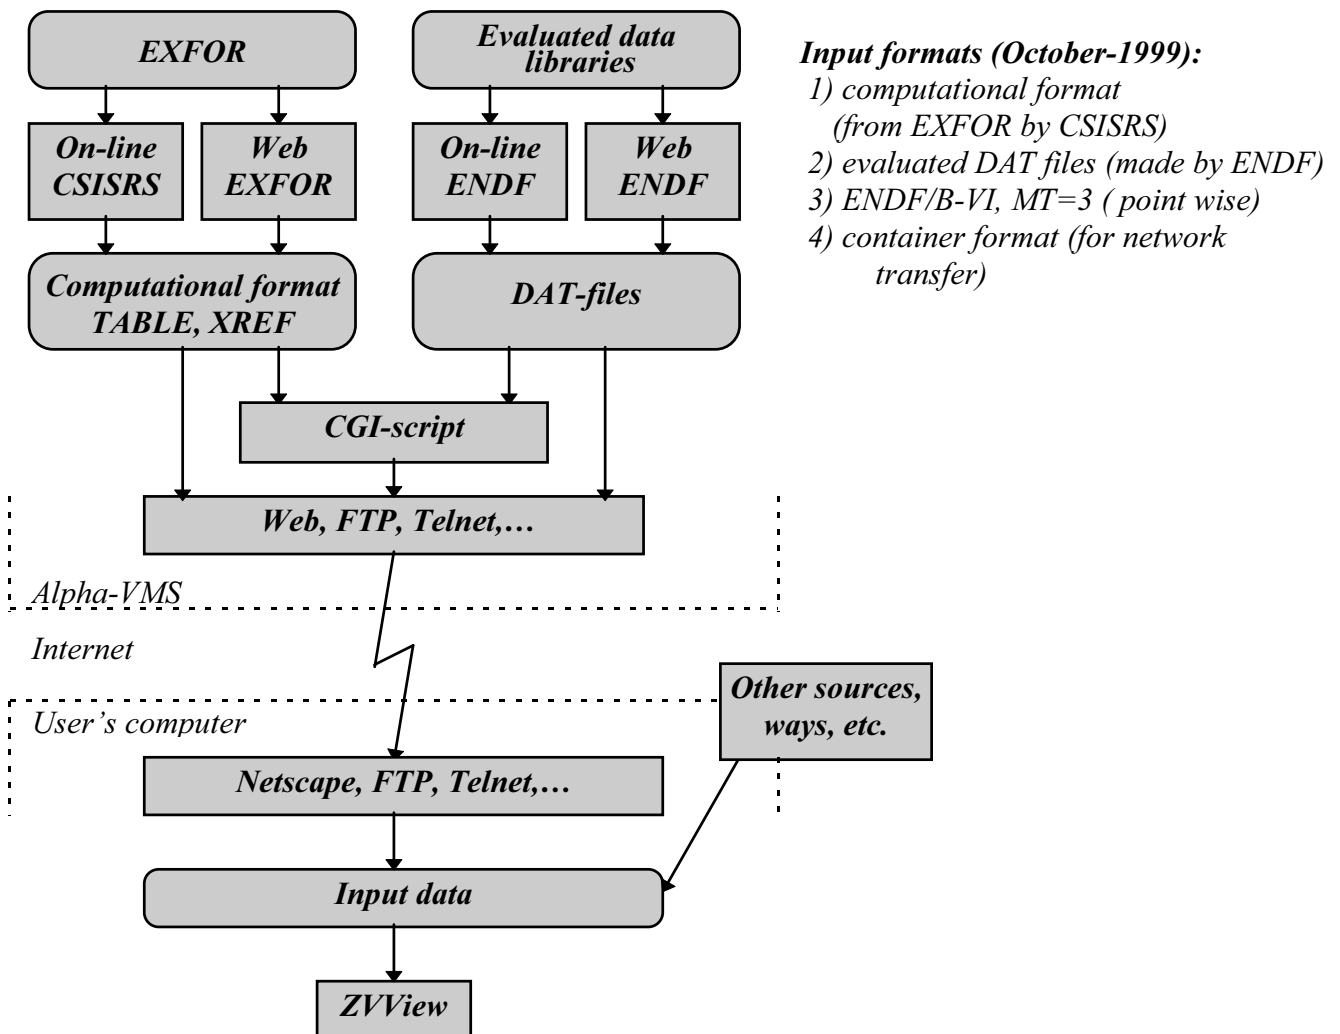 EXFOR
Evaluated data
libraries
On-line
CSISRS
Web
EXFOR
On-line
ENDF
Web
ENDF
Computational format
TABLE, XREF
DAT-files
CGI-script
Web, FTP, Telnet,…
Alpha-VMS
Internet
User’s computer
Other sources,
ways, etc.
Netscape, FTP, Telnet,…
Input data
ZVView
Input formats (October-1999):
1) computational format
(from EXFOR by CSISRS)
2) evaluated DAT files (made by ENDF)
3) ENDF/B-VI, MT=3 ( point wise)
4) container format (for network
transfer)